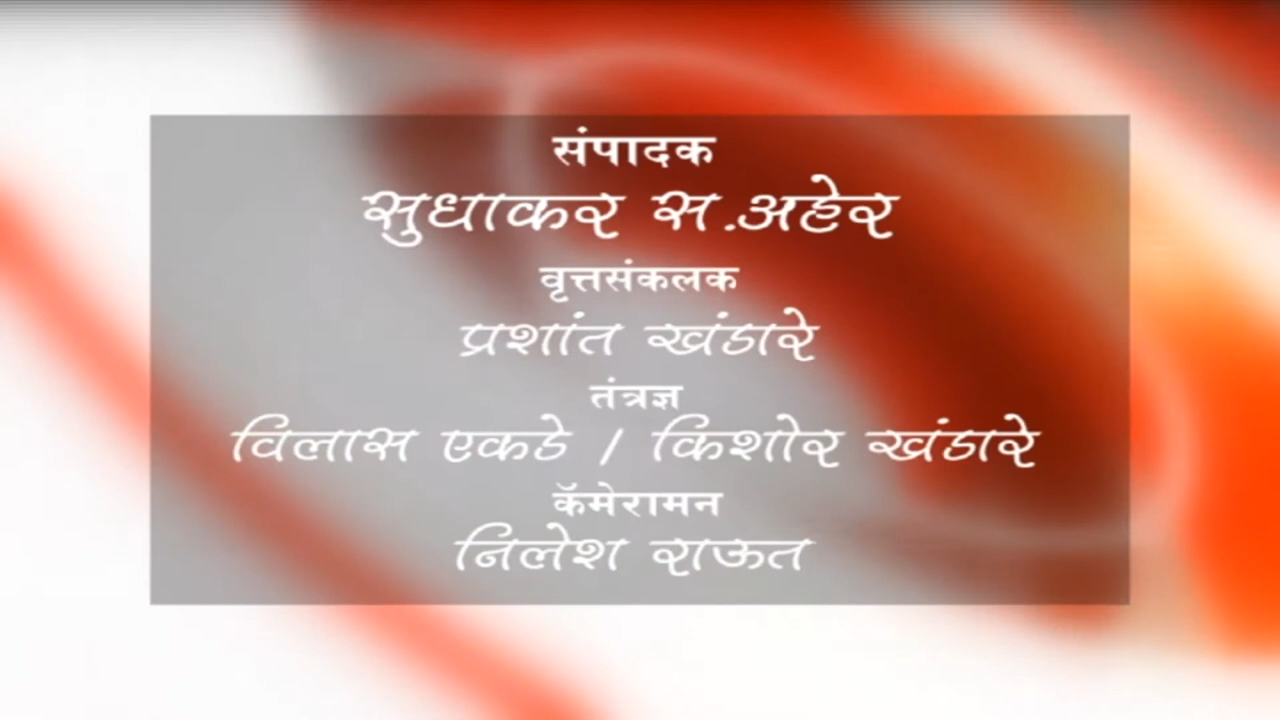 संपादक
सुधाकर स.अहेर
वृत्तसंकलक
प्रशांत खंडारे
तंत्रज्ञ
विलास एकडे / किशोर खंडारे
कॅमेरामन
निलेश राऊत